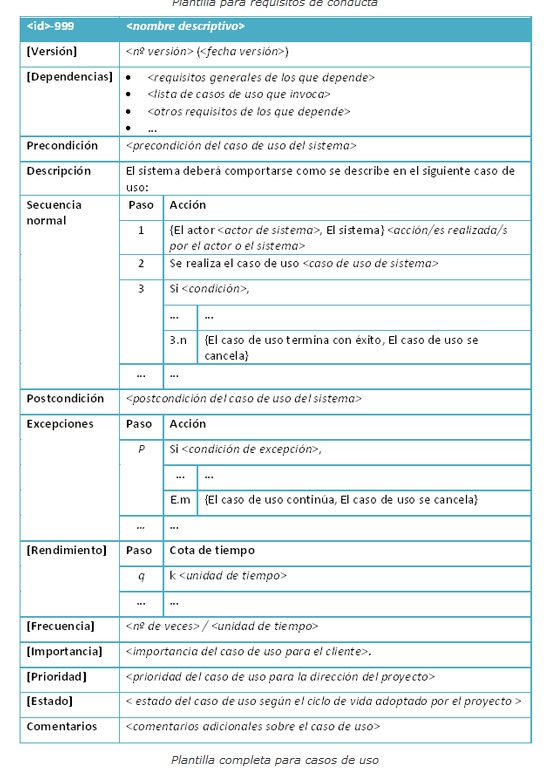 Plantilla para requisitos de conducta
<id>-999 <nombre descriptivo>
[Versión] <nº versión> (<fecha versión>)
[Dependencias] • <requisitos generales de los que depende>
• <lista de casos de uso que invoca>
• <otros requisitos de los que depende>
• ...
Precondición <precondición del caso de uso del sistema>
Descripción El sistema deberá comportarse como se describe en el siguiente caso de
uso:
Secuencia normal Paso Acción
1 {El actor <actor de sistema>, El sistema} <acción/es realizada/s
por el actor o el sistema>
2 Se realiza el caso de uso <caso de uso de sistema>
3 Si <condición>,
... ...
3.n {El caso de uso termina con éxito, El caso de uso se
cancela}
... ...
Postcondición <postcondición del caso de uso del sistema>
Excepciones Paso Acción
P Si <condición de excepción>,
... ...
E.m {El caso de uso continúa, El caso de uso se cancela}
... ...
[Rendimiento] Paso Cota de tiempo
q k <unidad de tiempo>
... ...
[Frecuencia] <nº de veces> / <unidad de tiempo>
[Importancia] <importancia del caso de uso para el cliente>.
[Prioridad] <prioridad del caso de uso para la dirección del proyecto>
[Estado] < estado del caso de uso según el ciclo de vida adoptado por el proyecto >
Comentarios <comentarios adicionales sobre el caso de uso>
Plantilla completa para casos de uso